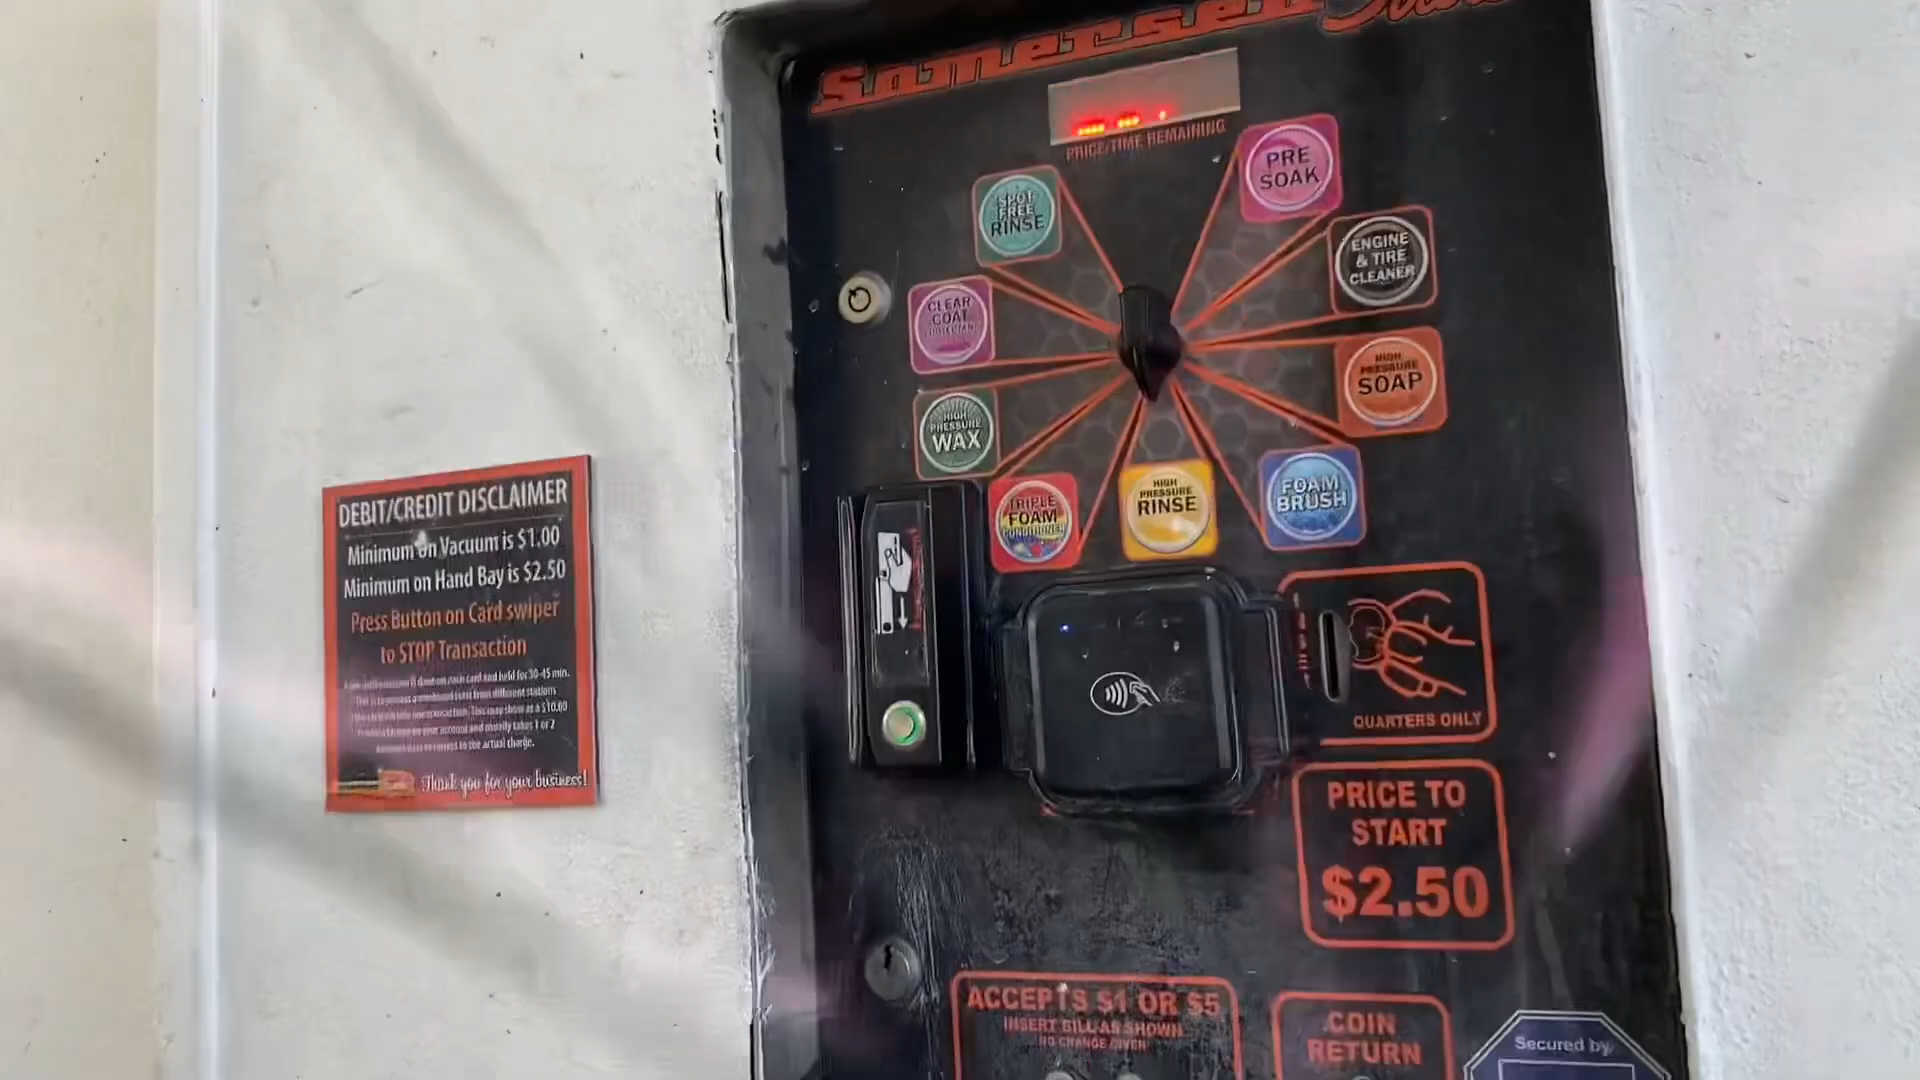 Somerset
PRICE/TIME REMAINING
PRE
SOAK
SPOT
FREE
RINSE
ENGINE
& TIRE
CLEANER
CLEAR
COAT
HIGH
PRESSURE
SOAP
HIGH
PRESSURE
WAX
TRIPLE
FOAM
CONDITIONER
HIGH
PRESSURE
RINSE
FOAM
BRUSH
DEBIT/CREDIT DISCLAIMER
Minimum on Vacuum is $1.00
Minimum on Hand Bay is $2.50
Press Button on Card swiper
to STOP Transaction
Thank you for your business!
QUARTERS ONLY
PRICE TO
START
$2.50
ACCEPTS $1 OR $5
INSERT BILL AS SHOWN
NO CHANGE GIVEN
COIN
RETURN
Secured by